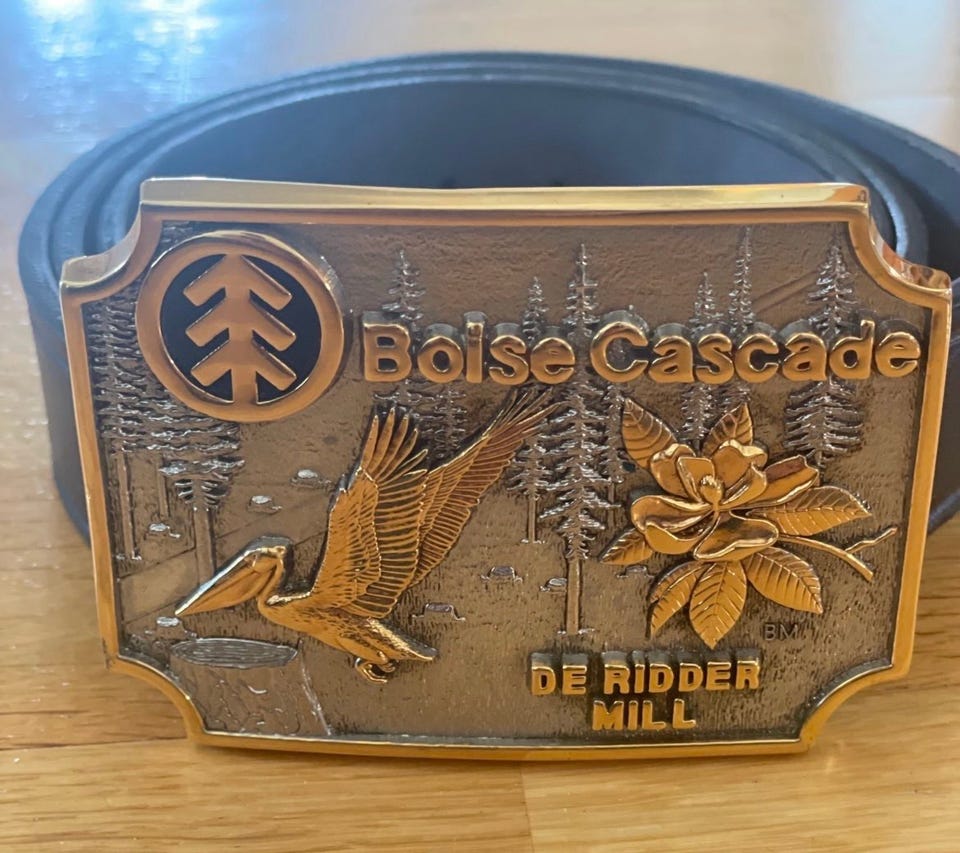 Boise Cascade
BM
DE RIDDER
MILL